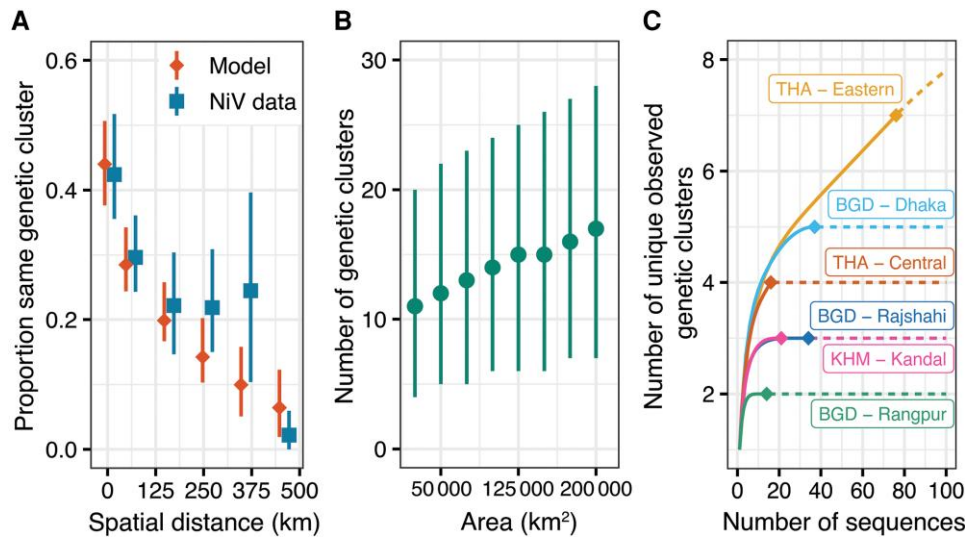 A
Proportion same genetic cluster
0.6
0.4
0.2
0.0
Model
NiV data
0
125
250
375
500
Spatial distance (km)
B
Number of genetic clusters
30
20
10
0
50 000
125 000
200 000
Area (km²)
C
Number of unique observed
genetic clusters
8
6
4
2
THA – Eastern
BGD – Dhaka
THA – Central
BGD – Rajshahi
KHM – Kandal
BGD – Rangpur
0
20
40
60
80
100
Number of sequences